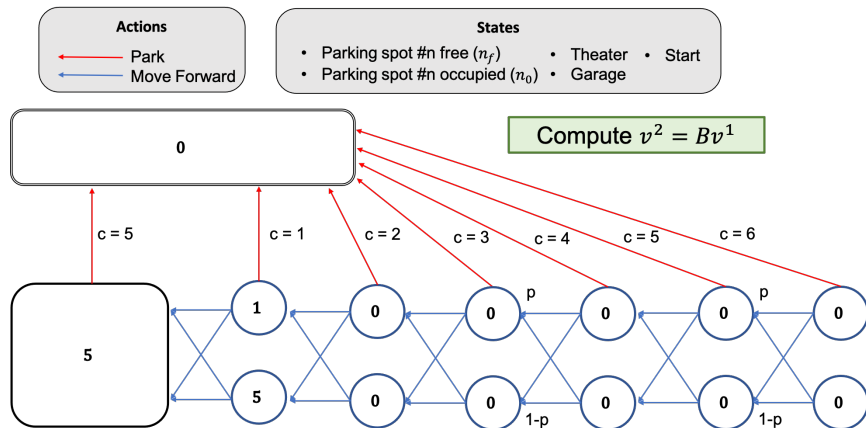 Actions
Park
Move Forward
States
• Parking spot #n free (n_f)
• Parking spot #n occupied (n_0)
• Theater
• Garage
• Start
0
Compute v² = Bv¹
c = 5
c = 1
c = 2
c = 3
c = 4
c = 5
c = 6
p
p
1
0
0
0
0
0
5
5
0
0
0
0
0
1-p
1-p